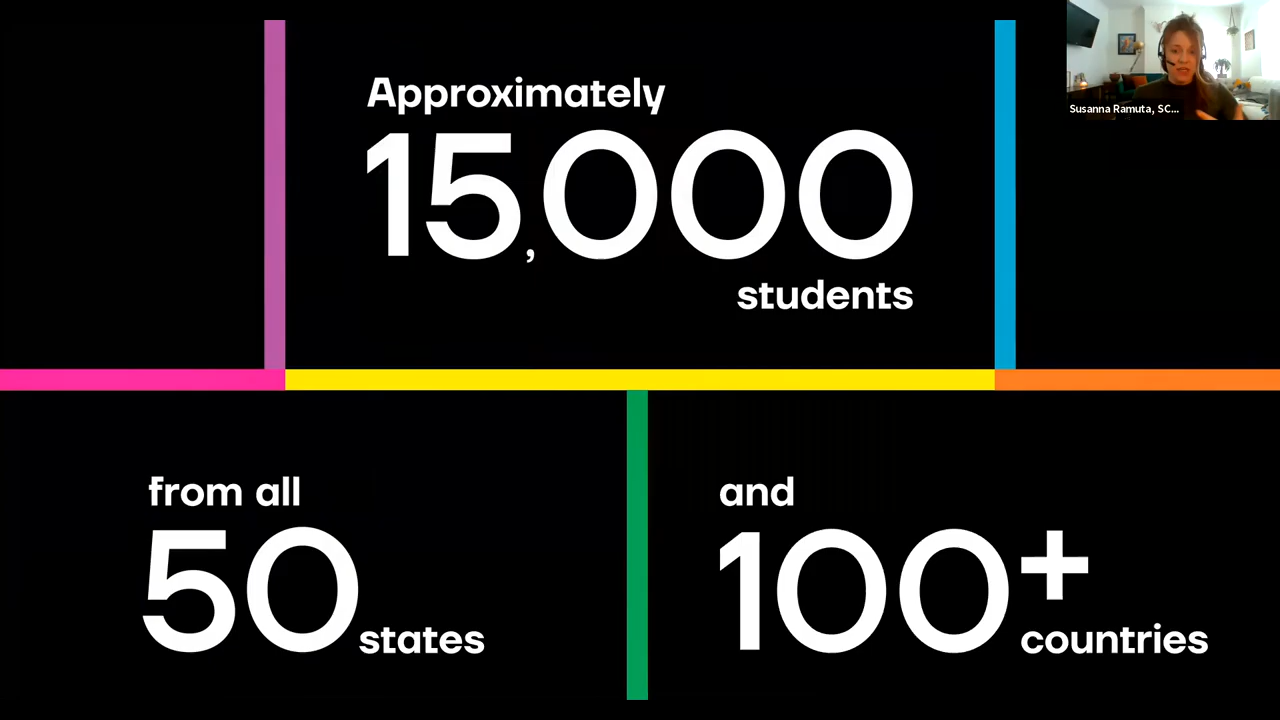 Approximately
15,000
students
from all
50
states
and
100+
countries
Susanna Ramuta, SC...